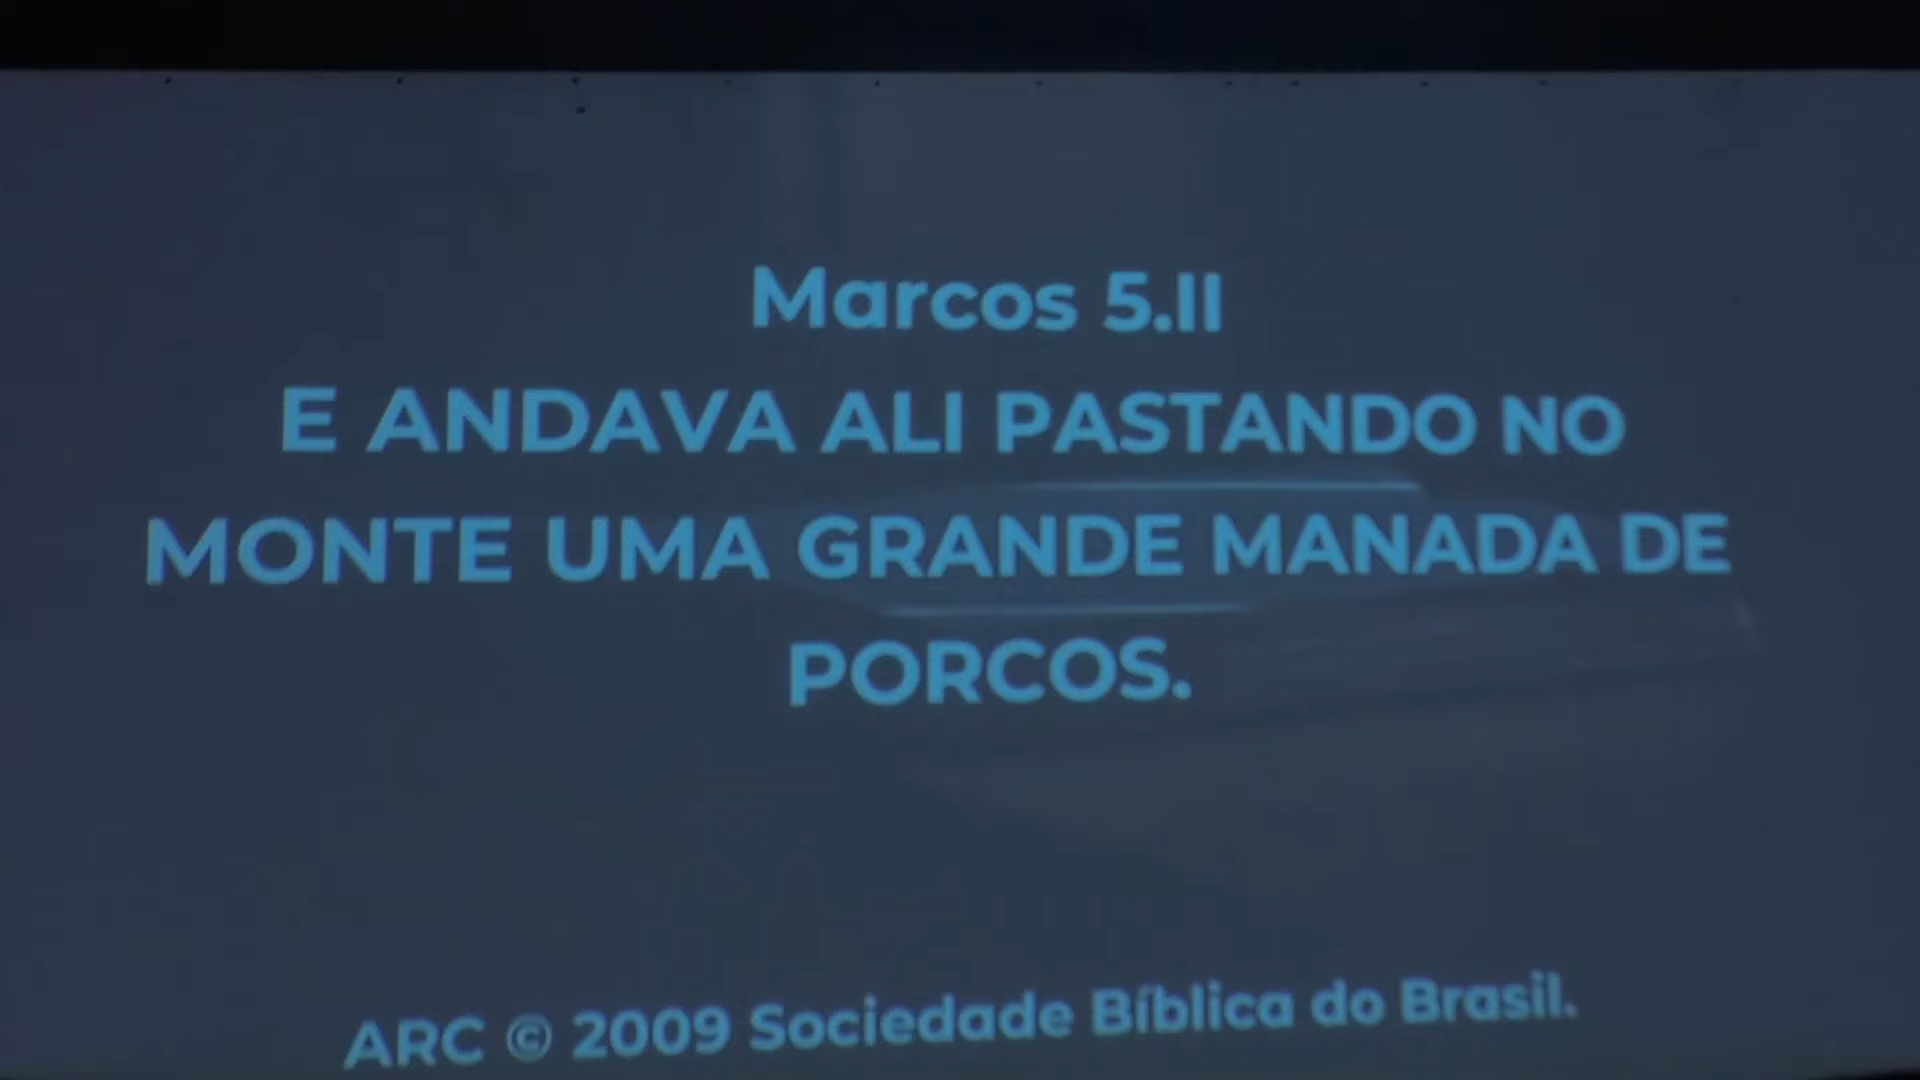 Marcos 5.11
E ANDAVA ALI PASTANDO NO
MONTE UMA GRANDE MANADA DE
PORCOS.
ARC © 2009 Sociedade Bíblica do Brasil.